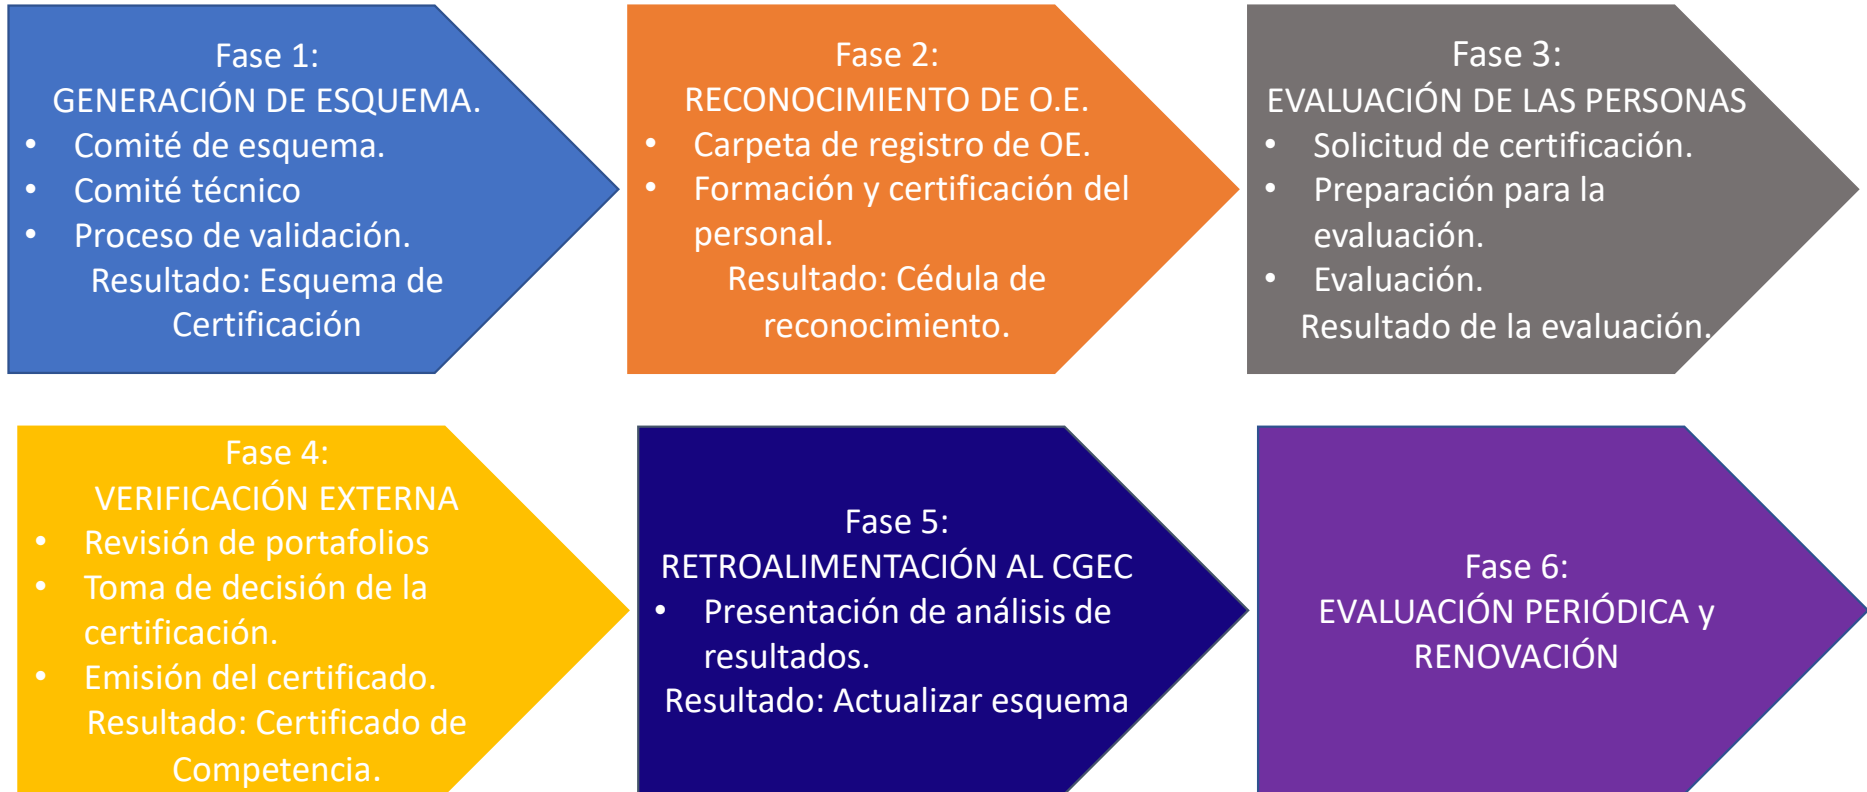 Fase 1:
GENERACIÓN DE ESQUEMA.
• Comité de esquema.
• Comité técnico
• Proceso de validación.
Resultado: Esquema de
Certificación
Fase 2:
RECONOCIMIENTO DE O.E.
• Carpeta de registro de OE.
• Formación y certificación del
personal.
Resultado: Cédula de
reconocimiento.
Fase 3:
EVALUACIÓN DE LAS PERSONAS
• Solicitud de certificación.
• Preparación para la
evaluación.
• Evaluación.
Resultado de la evaluación.
Fase 4:
VERIFICACIÓN EXTERNA
• Revisión de portafolios
• Toma de decisión de la
certificación.
• Emisión del certificado.
Resultado: Certificado de
Competencia.
Fase 5:
RETROALIMENTACIÓN AL CGEC
• Presentación de análisis de
resultados.
Resultado: Actualizar esquema
Fase 6:
EVALUACIÓN PERIÓDICA y
RENOVACIÓN